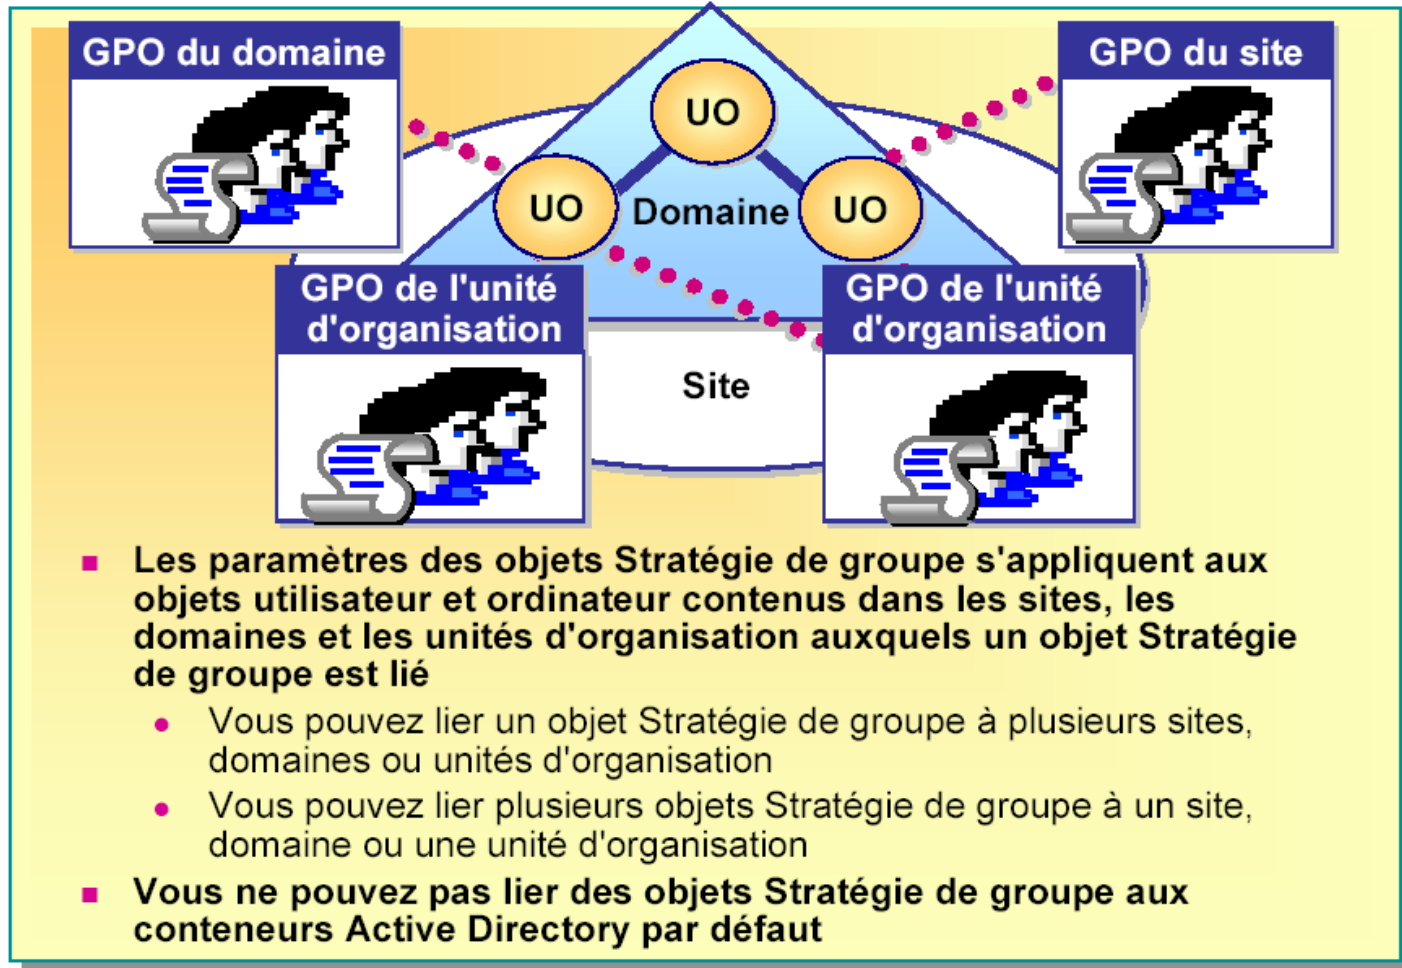 GPO du domaine
GPO du site
UO
UO
Domaine
UO
GPO de l'unité
d'organisation
GPO de l'unité
d'organisation
Site
Les paramètres des objets Stratégie de groupe s'appliquent aux
objets utilisateur et ordinateur contenus dans les sites, les
domaines et les unités d'organisation auxquels un objet Stratégie
de groupe est lié
Vous pouvez lier un objet Stratégie de groupe à plusieurs sites,
domaines ou unités d'organisation
Vous pouvez lier plusieurs objets Stratégie de groupe à un site,
domaine ou une unité d'organisation
Vous ne pouvez pas lier des objets Stratégie de groupe aux
conteneurs Active Directory par défaut